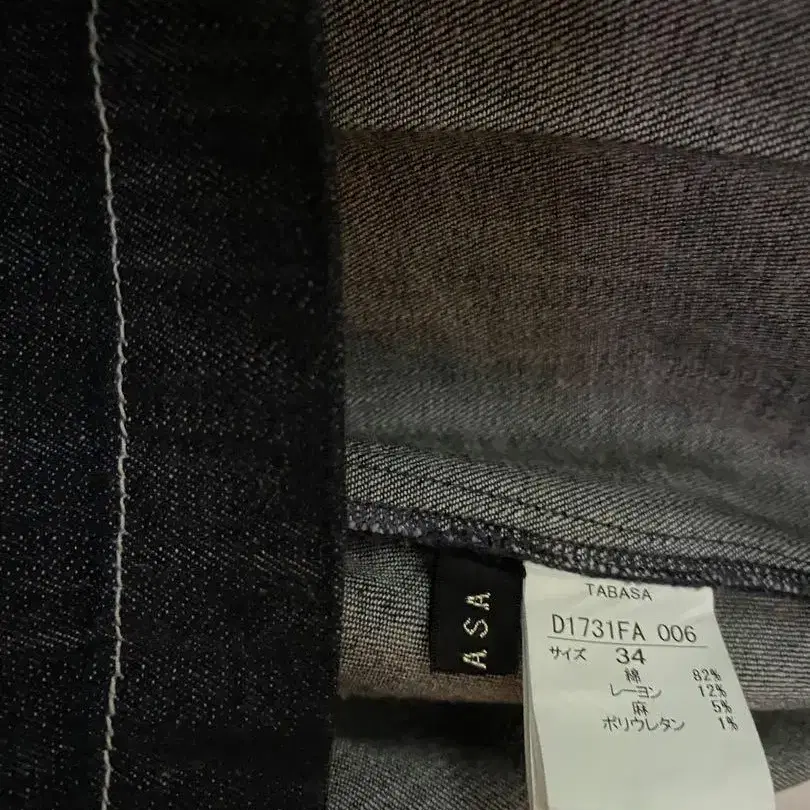 ASA
TABASA
D1731FA 006
サイズ 34
綿 82%
レーヨン 12%
麻 5%
ポリウレタン 1%